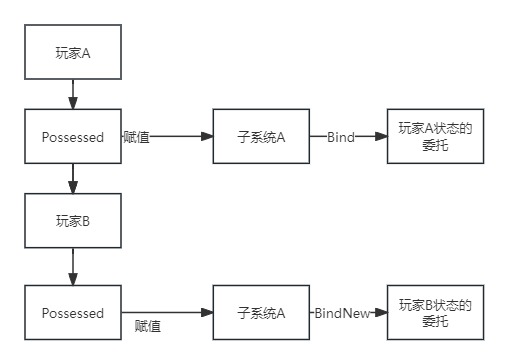 玩家A
Possessed
赋值
子系统A
Bind
玩家A状态的
委托
玩家B
Possessed
赋值
子系统A
BindNew
玩家B状态的
委托